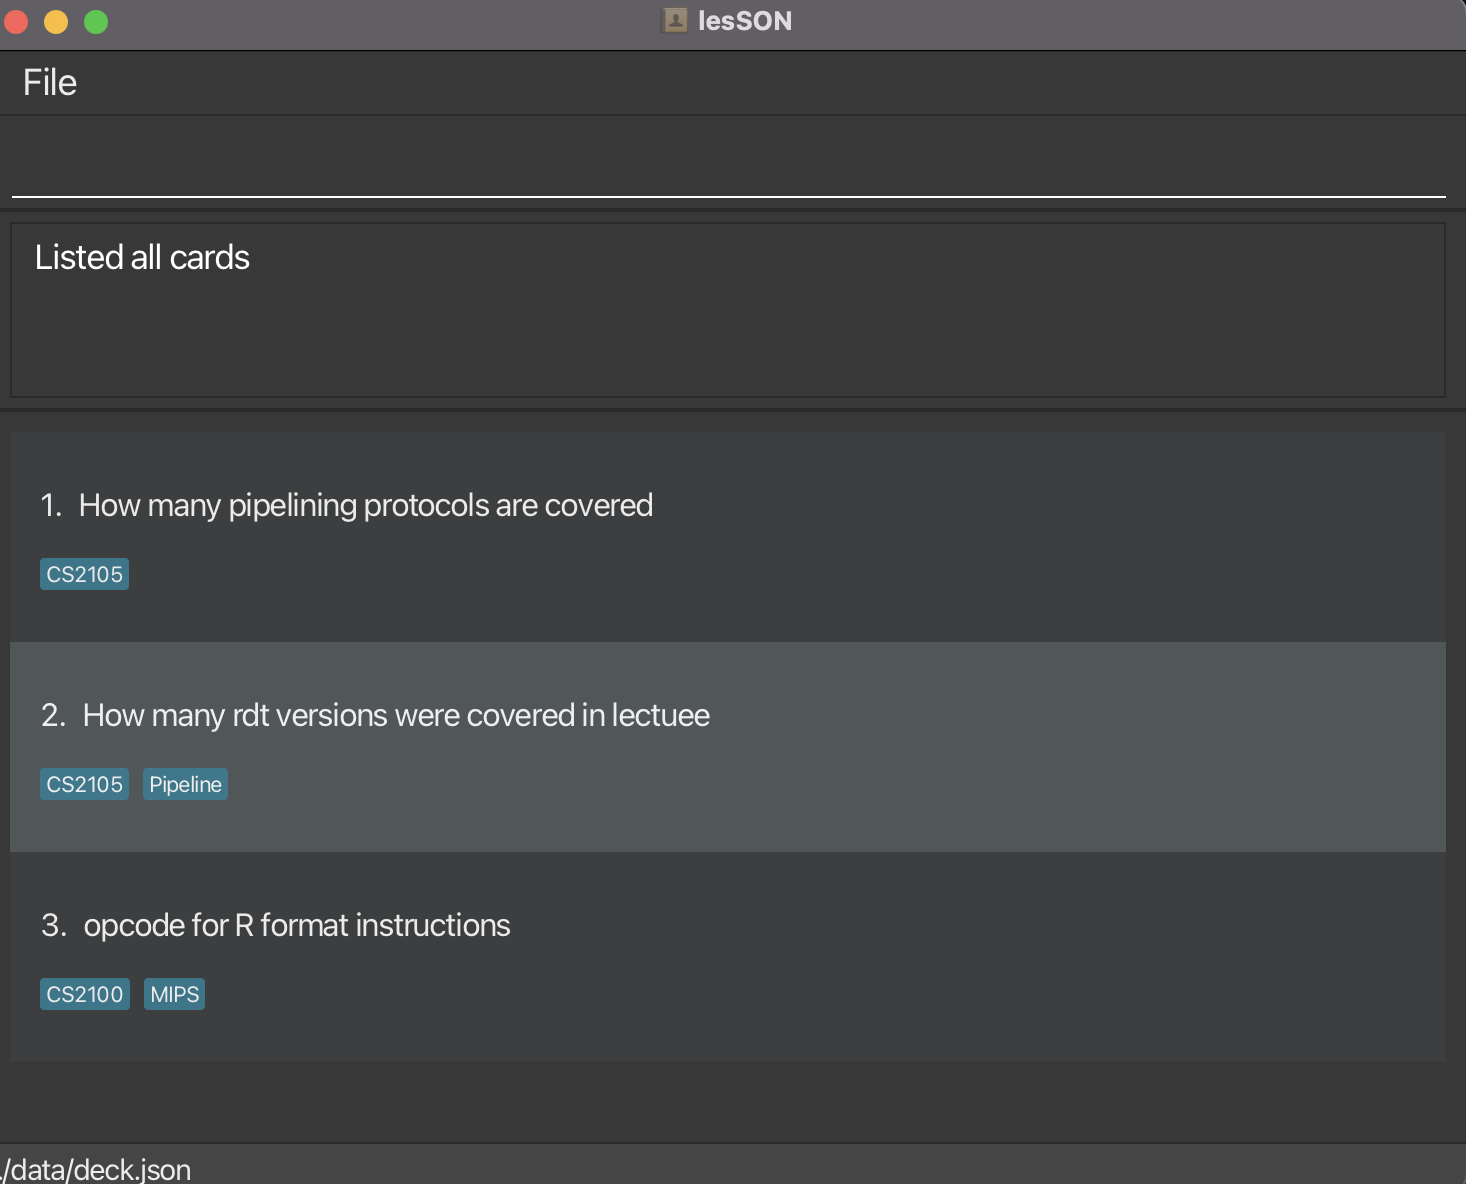 lesSON
File
Listed all cards
1. How many pipelining protocols are covered
CS2105
2. How many rdt versions were covered in lectuee
CS2105 Pipeline
3. opcode for R format instructions
CS2100 MIPS
./data/deck.json